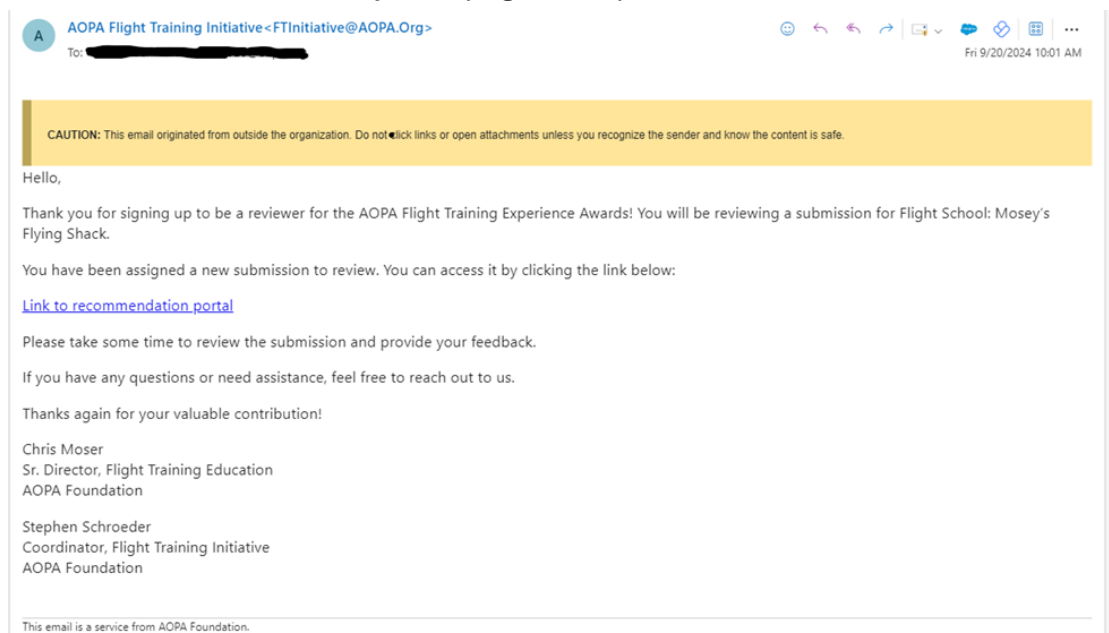 A
AOPA Flight Training Initiative<FTInitiative@AOPA.Org>
To:
Fri 9/20/2024 10:01 AM
CAUTION: This email originated from outside the organization. Do not click links or open attachments unless you recognize the sender and know the content is safe.
Hello,
Thank you for signing up to be a reviewer for the AOPA Flight Training Experience Awards! You will be reviewing a submission for Flight School: Mosey's
Flying Shack.
You have been assigned a new submission to review. You can access it by clicking the link below:
Link to recommendation portal
Please take some time to review the submission and provide your feedback.
If you have any questions or need assistance, feel free to reach out to us.
Thanks again for your valuable contribution!
Chris Moser
Sr. Director, Flight Training Education
AOPA Foundation
Stephen Schroeder
Coordinator, Flight Training Initiative
AOPA Foundation
This email is a service from AOPA Foundation.